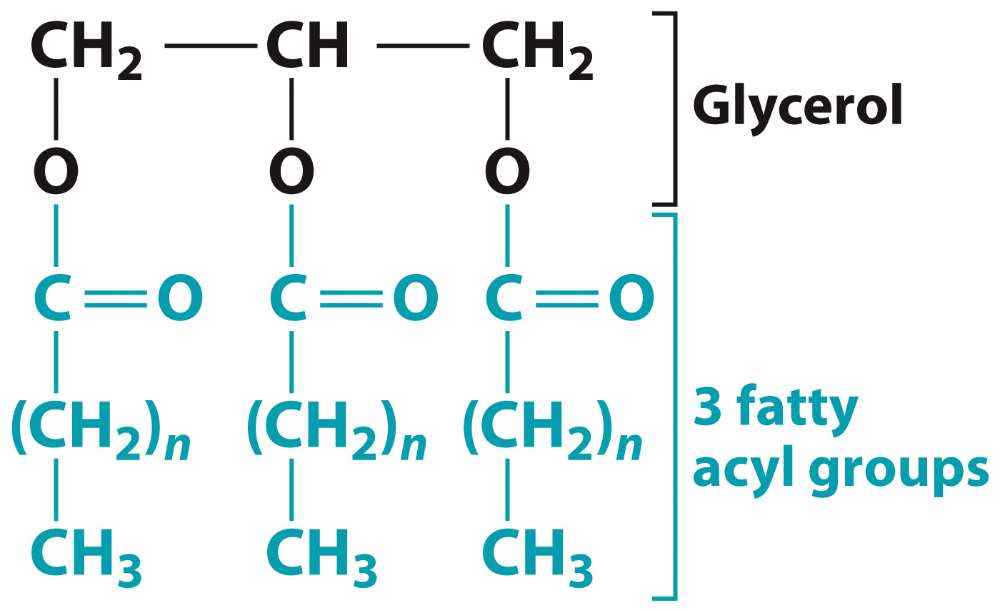 CH₂ — CH — CH₂
O O O
Glycerol
C=O C=O C=O
(CH₂)ₙ (CH₂)ₙ (CH₂)ₙ
3 fatty
acyl groups
CH₃ CH₃ CH₃